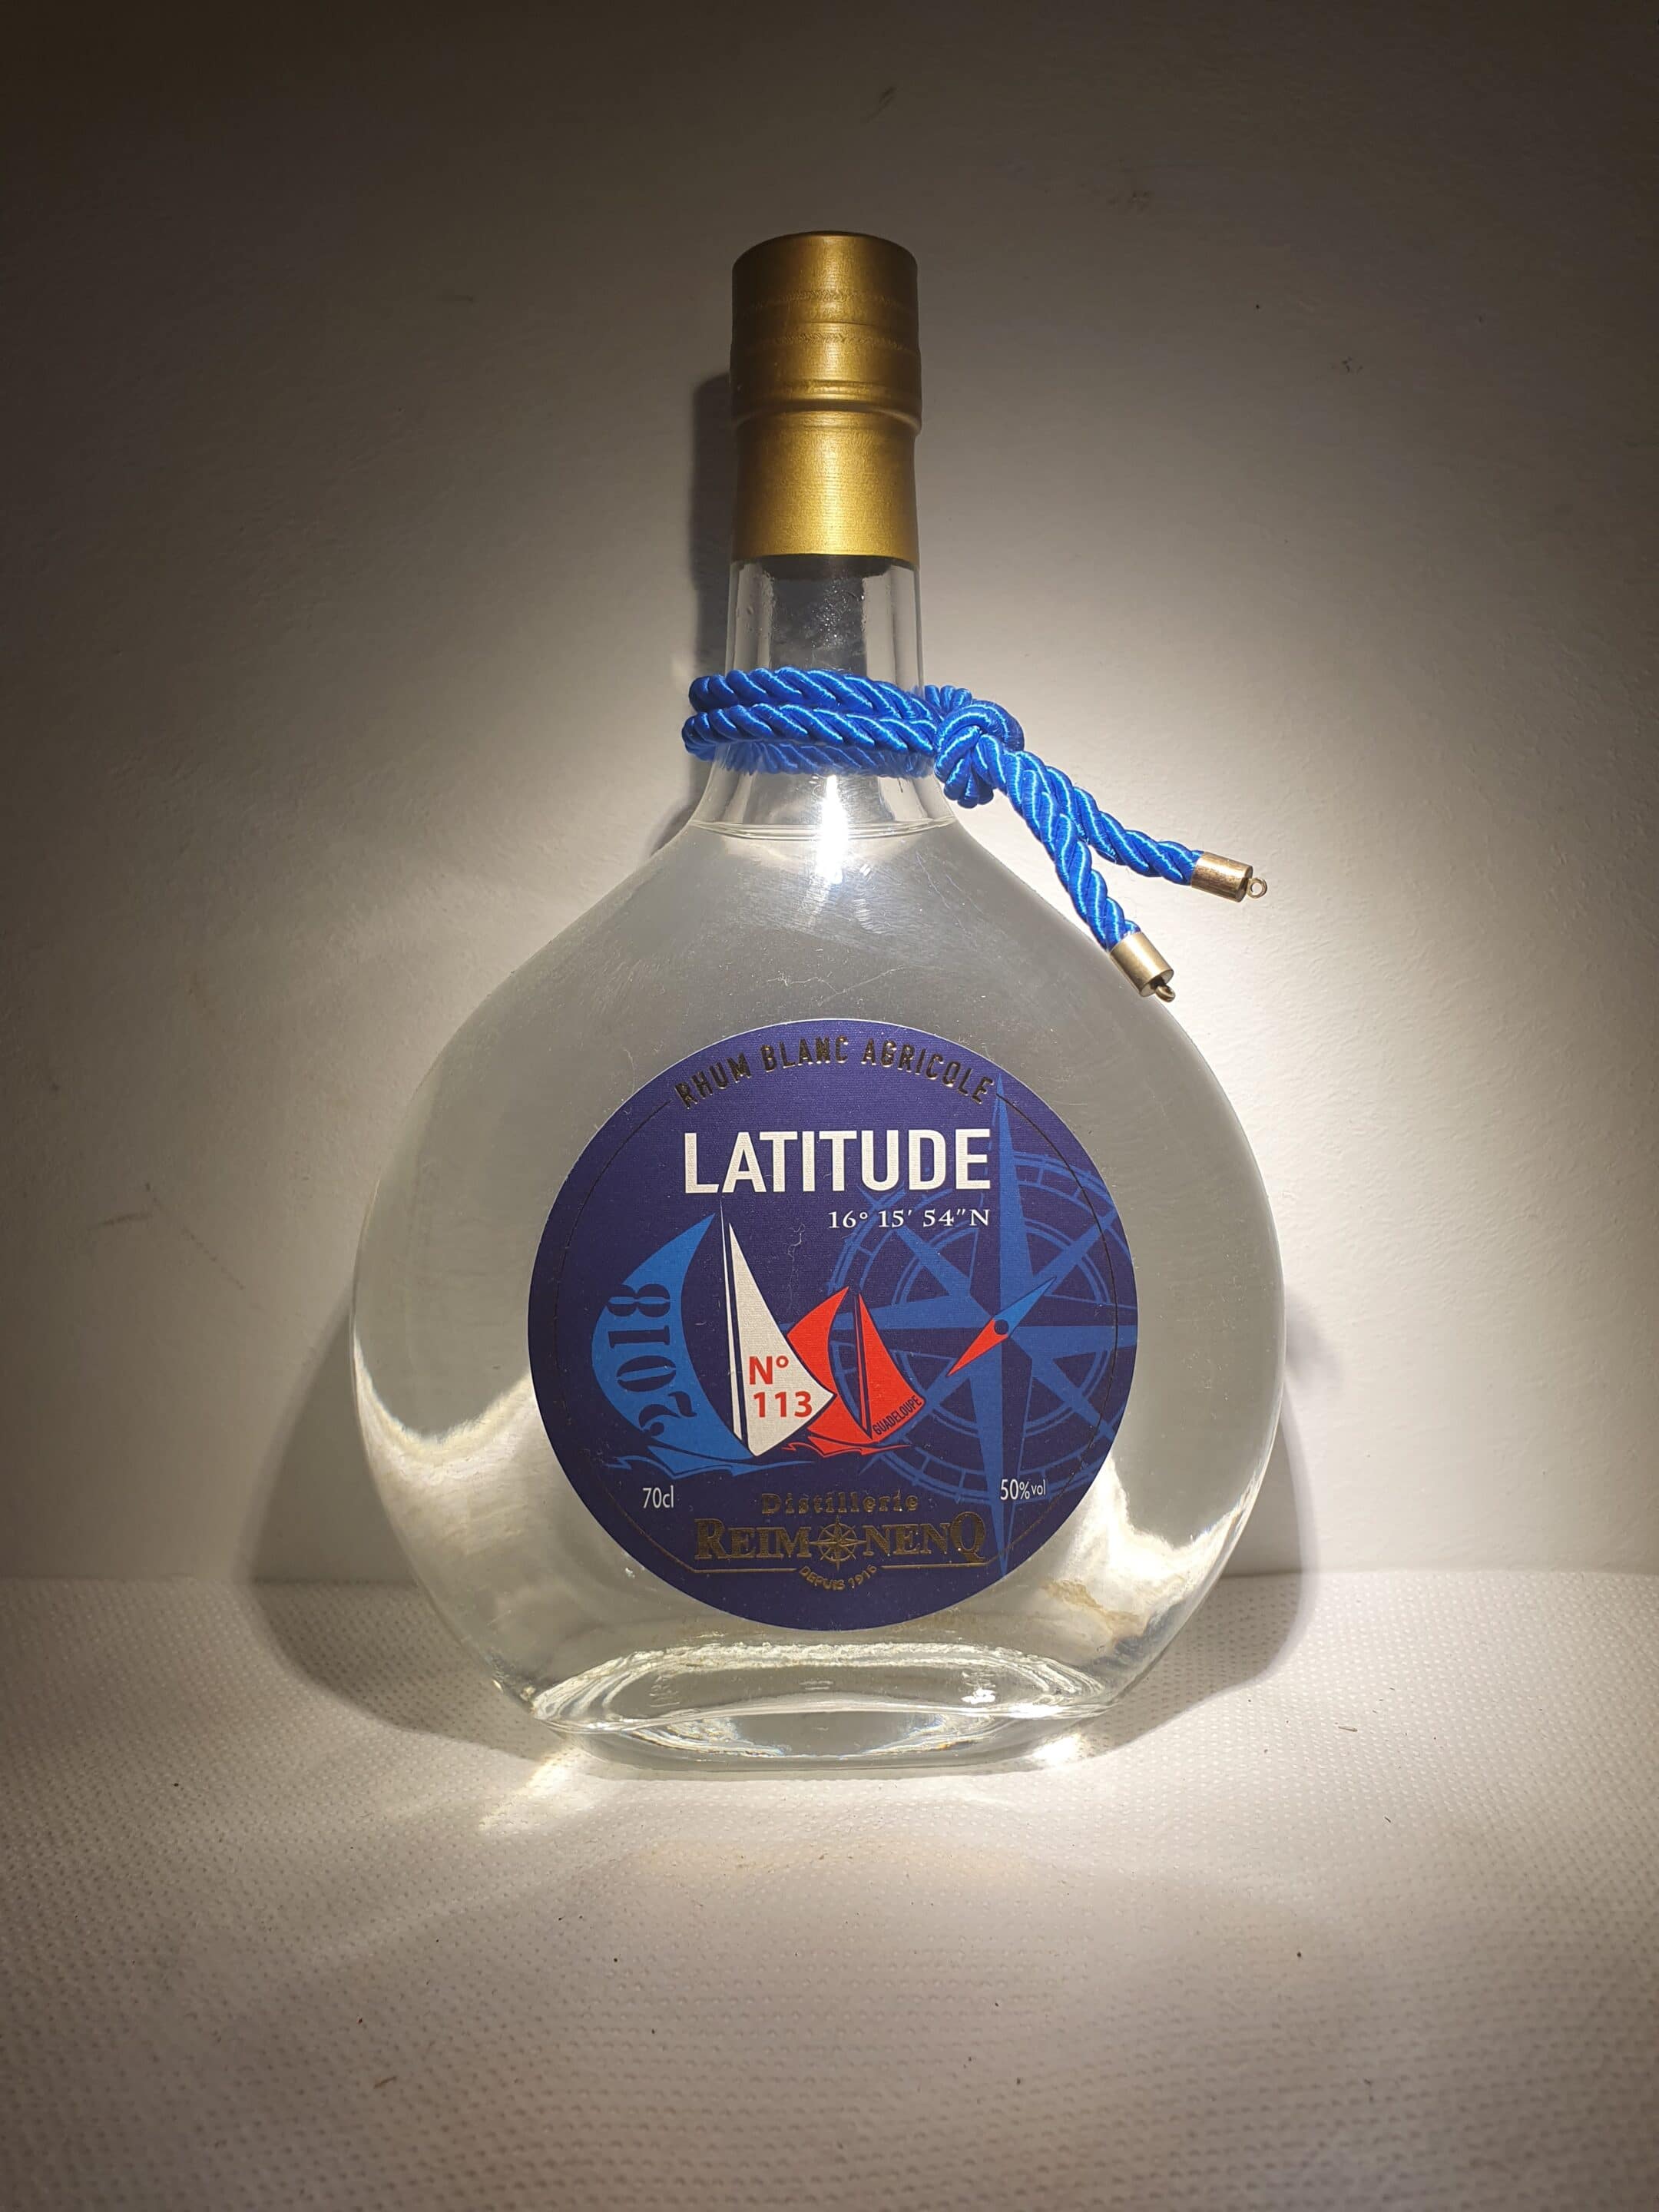 RHUM BLANC AGRICOLE
LATITUDE
16° 15' 54"N
2018
N°
113
GUADELOUPE
70cl
50%vol
Distillerie
REIMONENQ
DEPUIS 1916